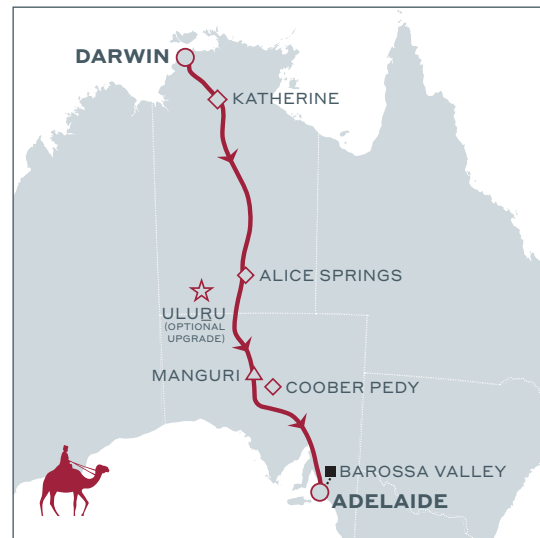 DARWIN
KATHERINE
ALICE SPRINGS
ULURU
(OPTIONAL
UPGRADE)
MANGURI
COOBER PEDY
BAROSSA VALLEY
ADELAIDE